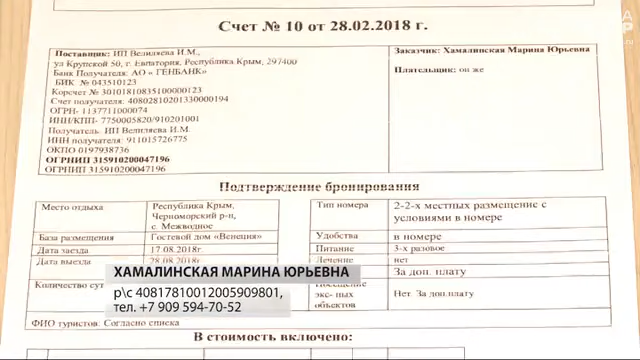 Счет № 10 от 28.02.2018 г.
Поставщик: ИП Велиляева И.М.,
ул Крупской 50, г. Евпатория, Республика Крым, 297400
Банк Получателя: АО « ГЕНБАНК»
БИК № 043510123
Корсчет № 30101810835100000123
Счет получателя: 40802810201330000194
ОГРН- 1137711000074
ИНН/КПП- 7750005820/910201001
Получатель ИП Велиляева И.М.
ИНН получателя: 911015726775
ОКПО 0197938736
ОГРНИП 315910200047196
ОГРНИП 315910200047196
Заказчик: Хамалинская Марина Юрьевна
Плательщик: он же
Подтверждение бронирования
Место отдыха
Республика Крым,
Черноморский р-н,
с. Межводное
База размещения
Гостевой дом «Венеция»
Дата заезда
17.08.2018г.
Дата выезда
28.08.2018г.
Количество сут
ФИО туристов: Согласно списка
Тип номера
2-2-х местных размещение с
условиями в номере
Удобства
в номере
Питание
3-х разовое
Лечение
нет
За доп. плату
Посещение
экс- ных
объектов
Нет. За доп.плату
ХАМАЛИНСКАЯ МАРИНА ЮРЬЕВНА
р\с 40817810012005909801,
тел. +7 909 594-70-52
В стоимость включено: